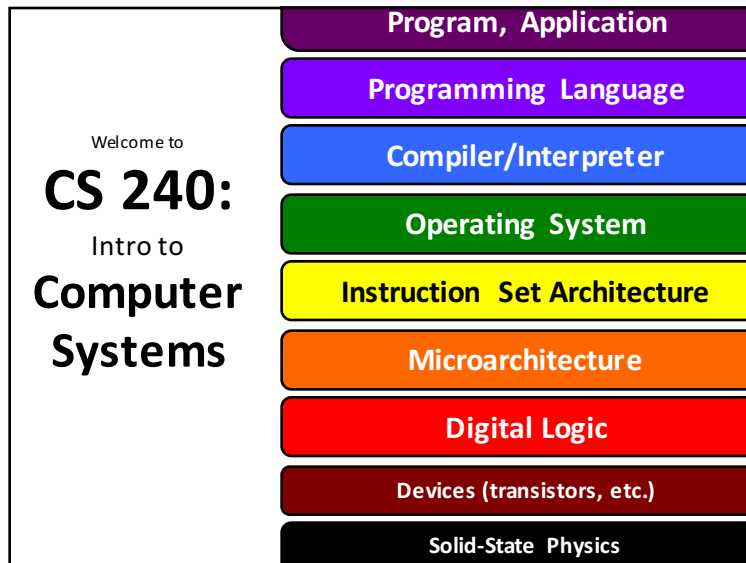 Welcome to
CS 240:
Intro to
Computer
Systems
Program, Application
Programming Language
Compiler/Interpreter
Operating System
Instruction Set Architecture
Microarchitecture
Digital Logic
Devices (transistors, etc.)
Solid-State Physics